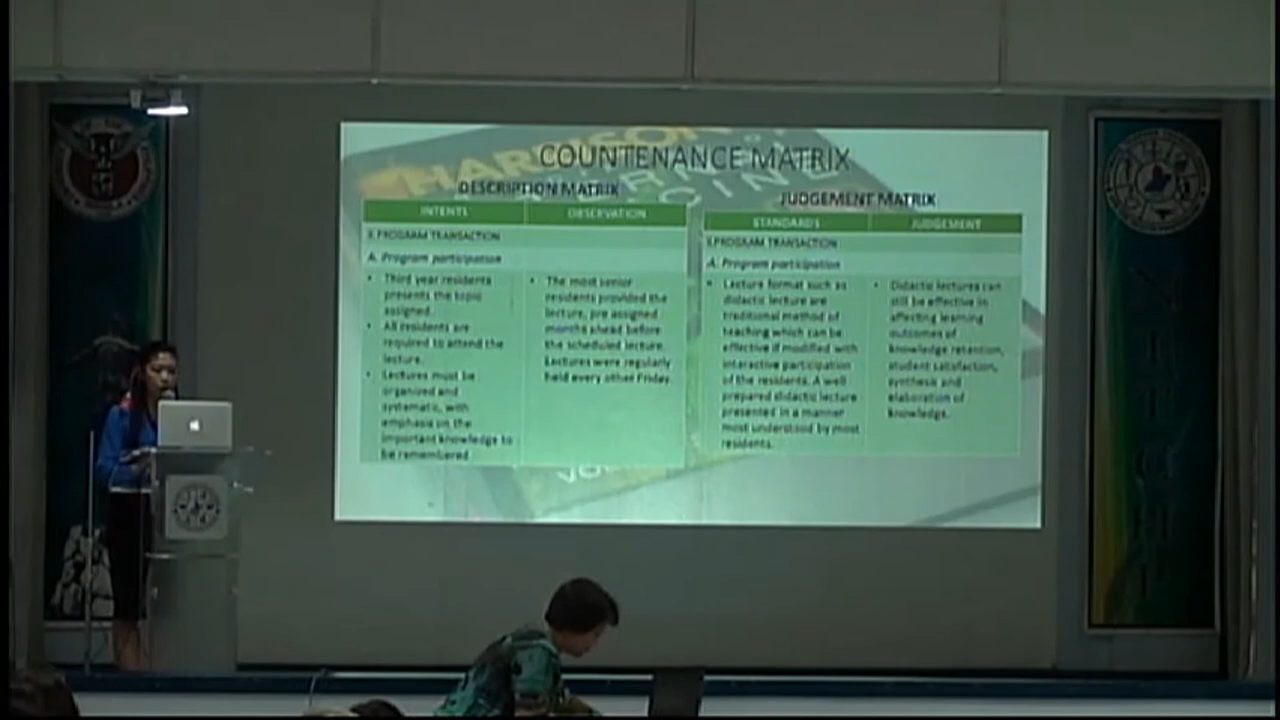 COUNTENANCE MATRIX
DESCRIPTION MATRIX
INTENTS
OBSERVATION
II.PROGRAM TRANSACTION
A. Program participation
• Third year residents
presents the topic
assigned.
• All residents are
required to attend the
lecture.
• Lectures must be
organized and
systematic, with
emphasis on the
important knowledge to
be remembered
• The most senior
residents provided the
lecture, pre assigned
months ahead before
the scheduled lecture.
Lectures were regularly
held every other Friday.
JUDGEMENT MATRIX
STANDARDS
JUDGEMENT
II.PROGRAM TRANSACTION
A. Program participation
• Lecture format such as
didactic lecture are
traditional method of
teaching which can be
effective if modified with
interactive participation
of the residents. A well
prepared didactic lecture
presented in a manner
most understood by most
residents.
• Didactic lectures can
still be effective in
affecting learning
outcomes of
knowledge retention,
student satisfaction,
synthesis and
elaboration of
knowledge.